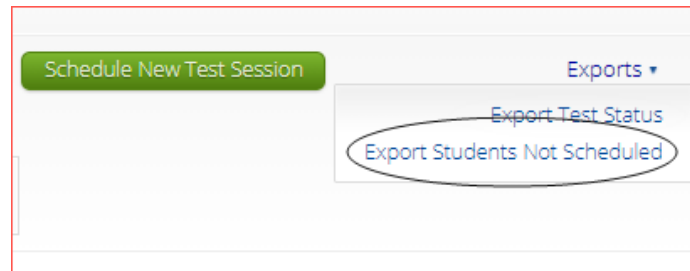 Schedule New Test Session
Exports ▾
Export Test Status
Export Students Not Scheduled